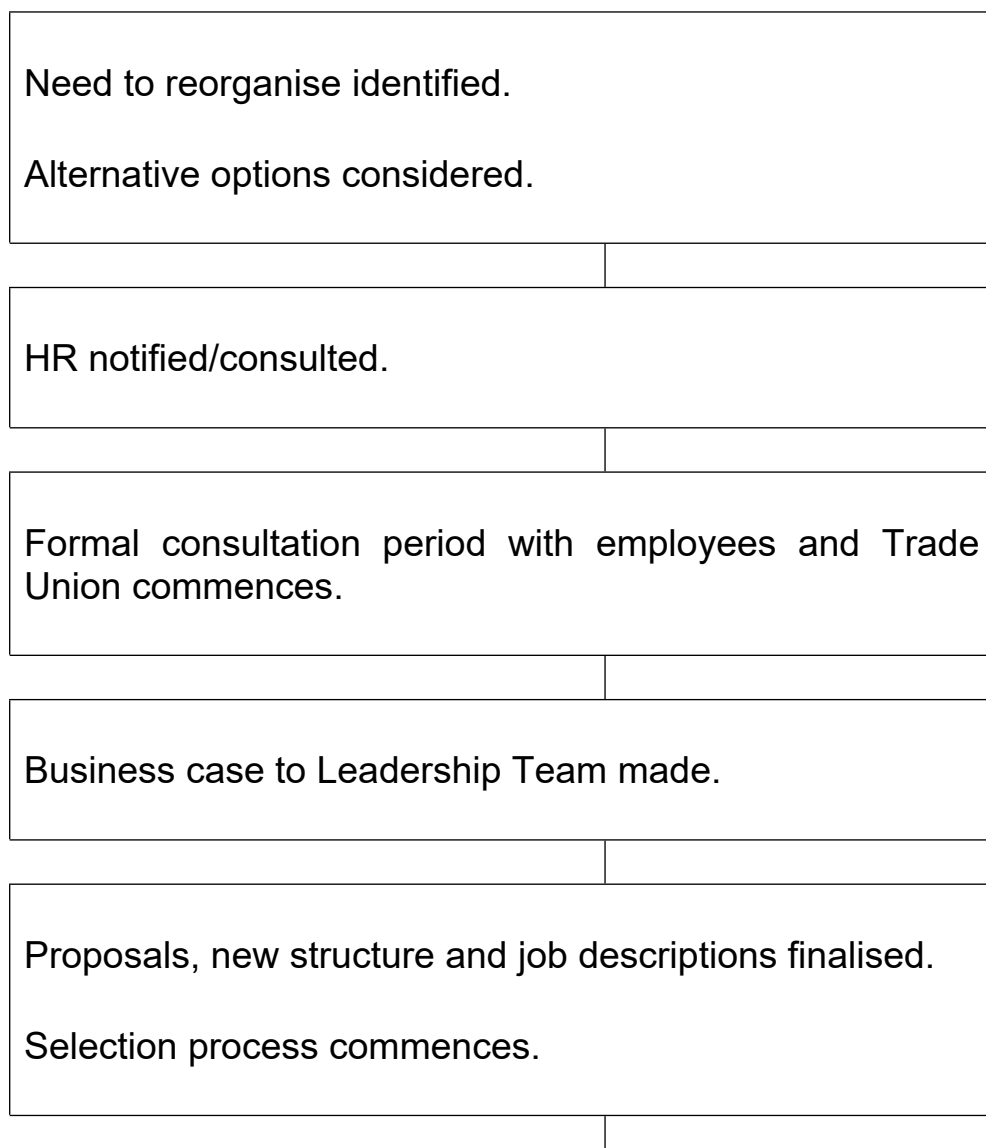 Need to reorganise identified.
Alternative options considered.
HR notified/consulted.
Formal consultation period with employees and Trade
Union commences.
Business case to Leadership Team made.
Proposals, new structure and job descriptions finalised.
Selection process commences.